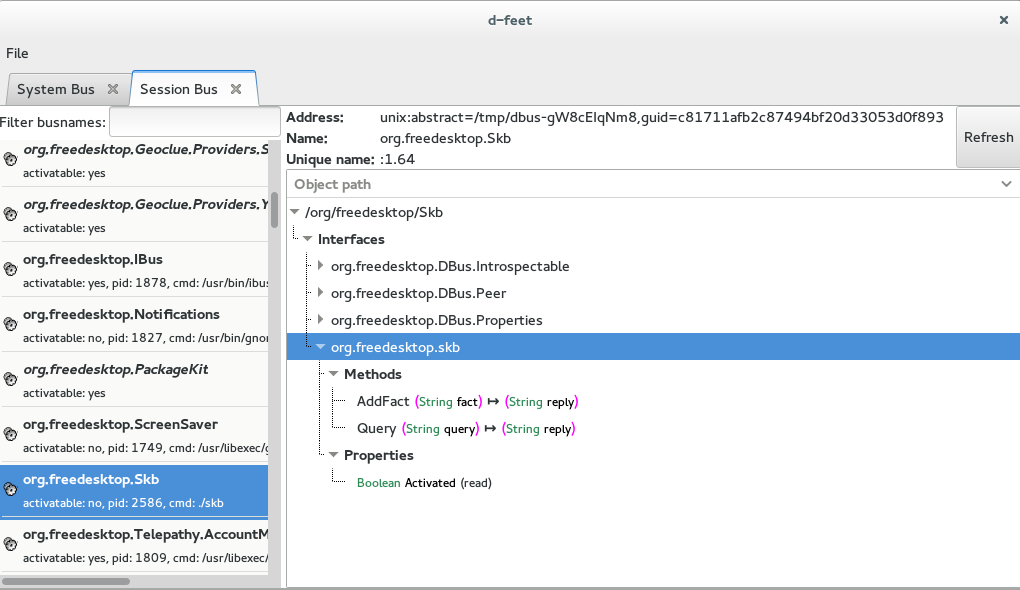 d-feet
File
System Bus
Session Bus
Filter busnames:
org.freedesktop.Geoclue.Providers.S
activatable: yes
org.freedesktop.Geoclue.Providers.Y
activatable: yes
org.freedesktop.IBus
activatable: yes, pid: 1878, cmd: /usr/bin/ibus
org.freedesktop.Notifications
activatable: no, pid: 1827, cmd: /usr/bin/gno
org.freedesktop.PackageKit
activatable: yes
org.freedesktop.ScreenSaver
activatable: no, pid: 1749, cmd: /usr/libexec/g
org.freedesktop.Skb
activatable: no, pid: 2586, cmd: ./skb
org.freedesktop.Telepathy.AccountM
activatable: yes, pid: 1809, cmd: /usr/libexec/
Address: unix:abstract=/tmp/dbus-gW8cEIqNm8,guid=c81711afb2c87494bf20d33053d0f893
Name: org.freedesktop.Skb
Unique name: :1.64
Refresh
Object path
/org/freedesktop/Skb
Interfaces
org.freedesktop.DBus.Introspectable
org.freedesktop.DBus.Peer
org.freedesktop.DBus.Properties
org.freedesktop.skb
Methods
AddFact (String fact) ↦ (String reply)
Query (String query) ↦ (String reply)
Properties
Boolean Activated (read)